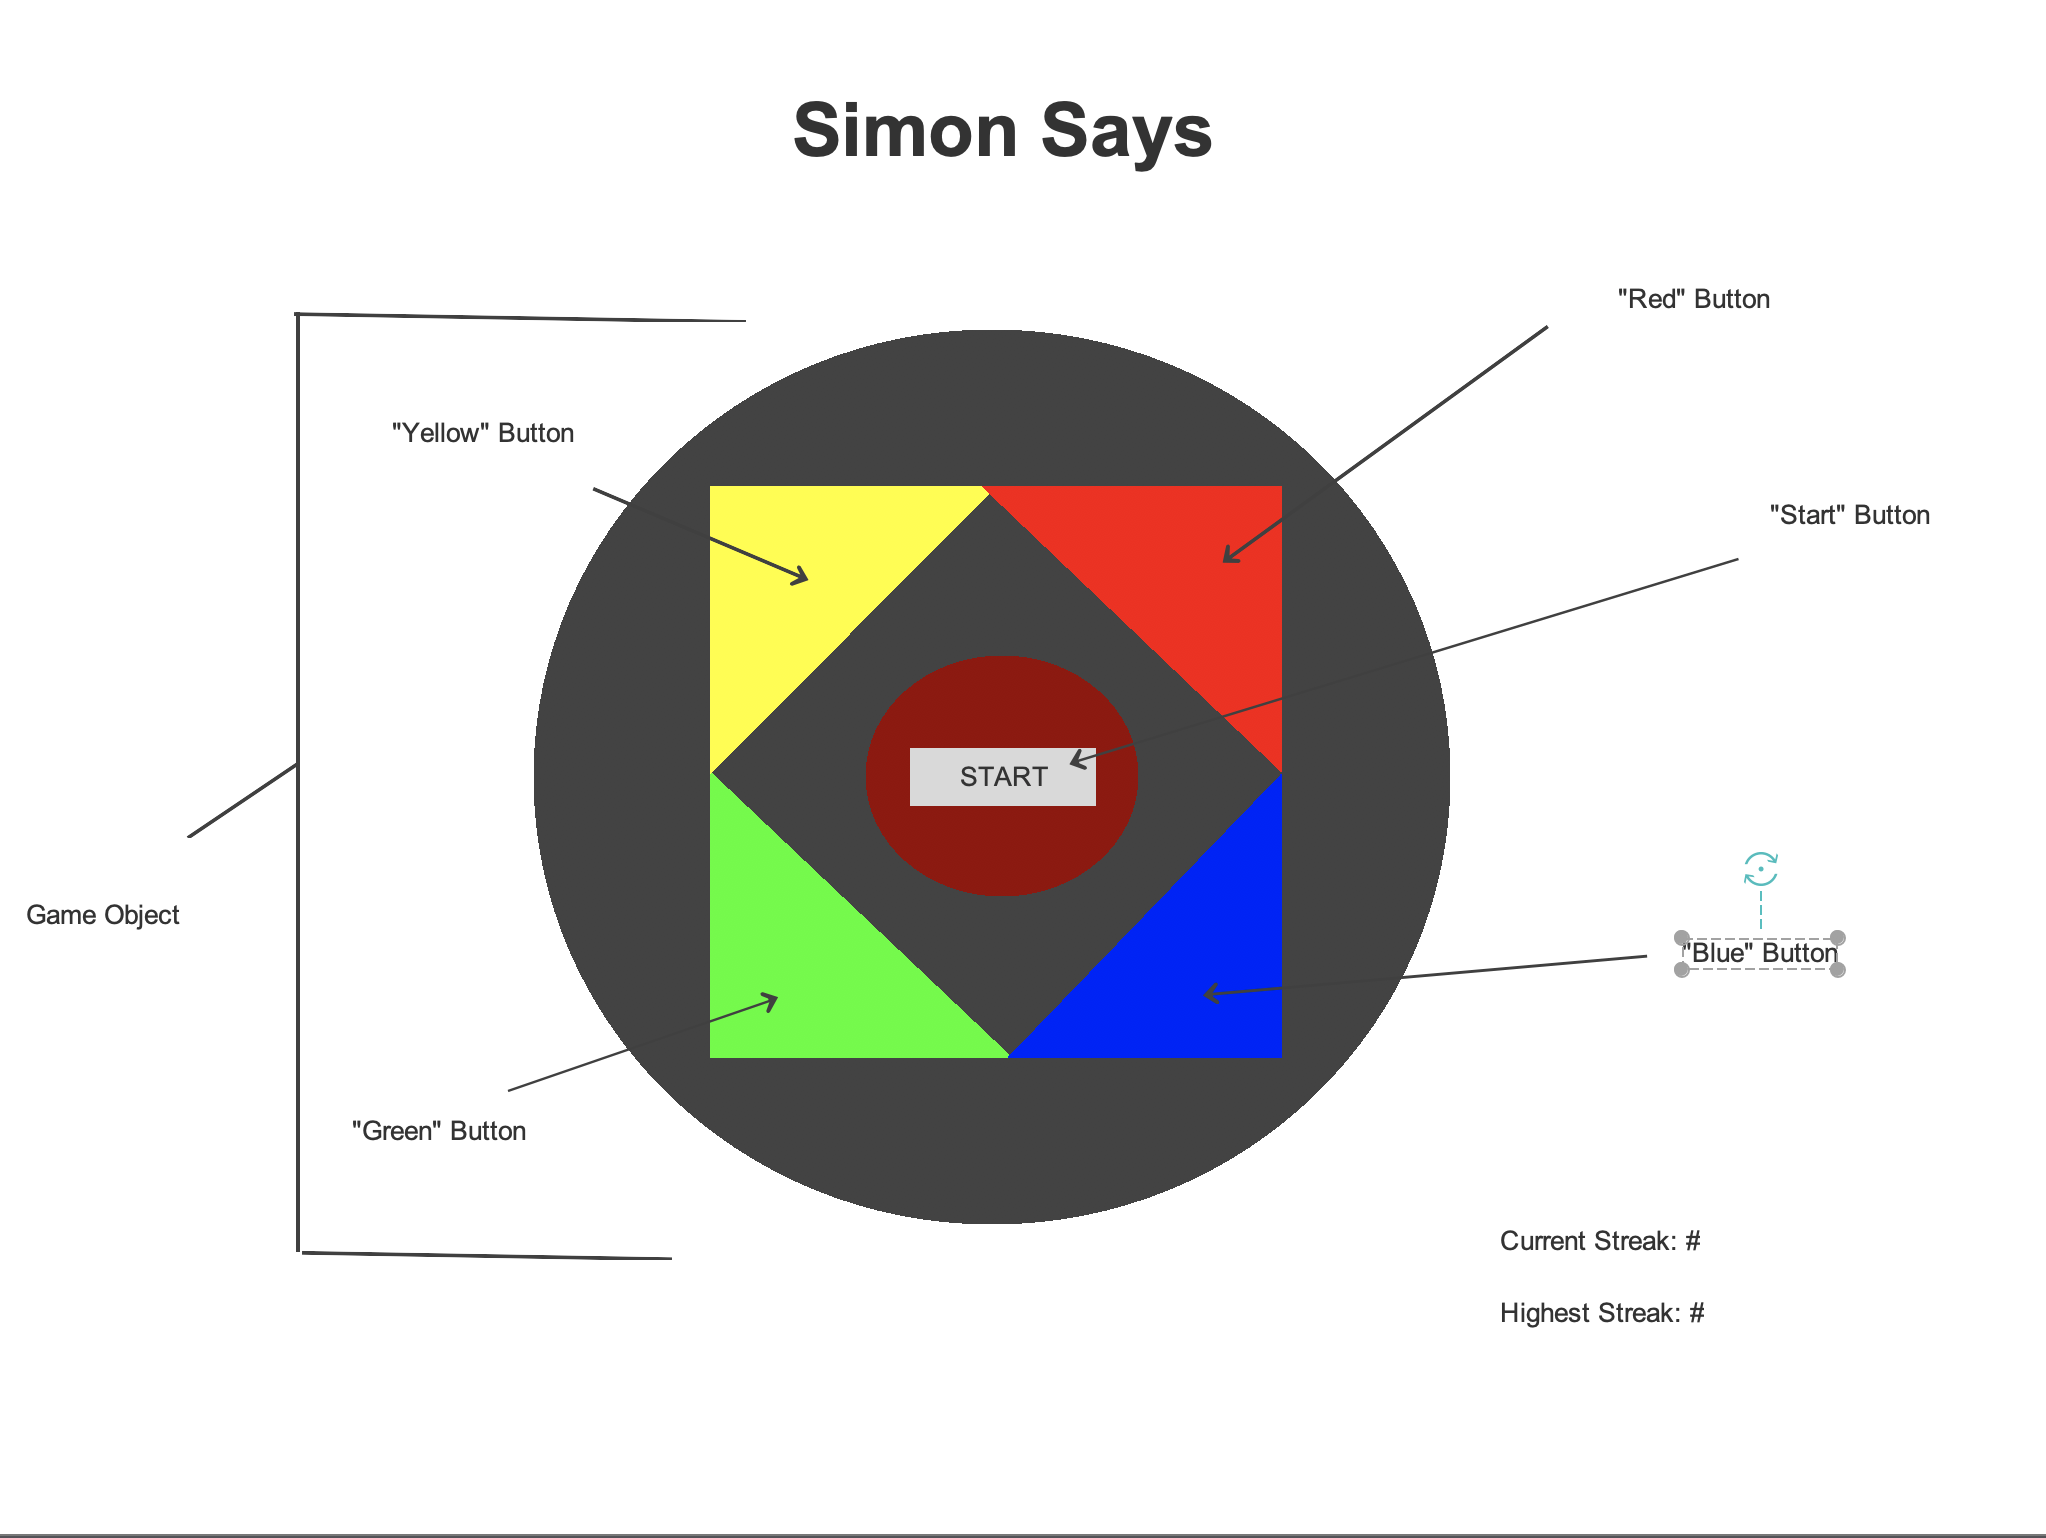 Simon Says
"Red" Button
"Yellow" Button
"Start" Button
START
Game Object
"Blue" Button
"Green" Button
Current Streak: #
Highest Streak: #